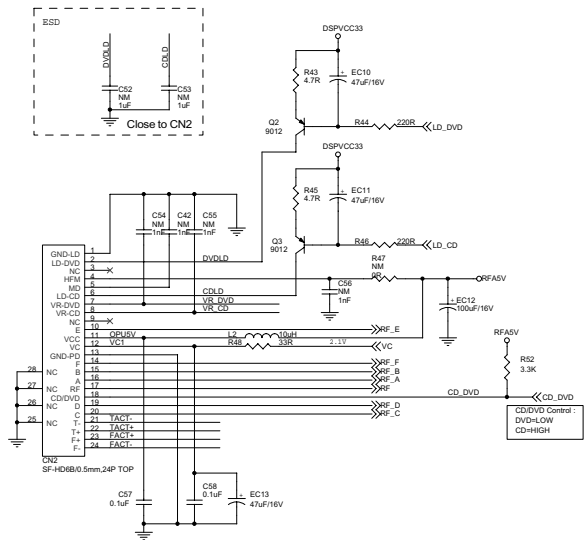 ESD
DVDLD
CDLD
C52
NM
1uF
C53
NM
1uF
Close to CN2
DSPVCC33
R43
4.7R
EC10
47uF/16V
Q2
9012
R44
220R
LD_DVD
DSPVCC33
R45
4.7R
EC11
47uF/16V
Q3
9012
R46
220R
LD_CD
C54
NM
1nF
C42
NM
1nF
C55
NM
1nF
R47
NM
0R
RFA5V
C56
NM
1nF
EC12
100uF/16V
GND-LD 1
LD-DVD 2 DVDLD
NC 3
HFM 4
MD 5
LD-CD 6 CDLD
VR-DVD 7 VR_DVD
VR-CD 8 VR_CD
NC 9
E 10 RF_E
VCC 11 OPU5V L2 10uH
VC 12 VC1 R48 33R 2.1V VC
GND-PD 13
F 14 RF_F
B 15 RF_B
A 16 RF_A
RF 17 RF
CD/DVD 18 CD_DVD CD_DVD
D 19 RF_D
C 20 RF_C
T- 21 TACT-
T+ 22 TACT+
F+ 23 FACT+
F- 24 FACT-
28 NC
27 NC
26 NC
25 NC
CN2
SF-HD6B/0.5mm,24P TOP
RFA5V
R52
3.3K
CD/DVD Control :
DVD=LOW
CD=HIGH
C57
0.1uF
C58
0.1uF
EC13
47uF/16V